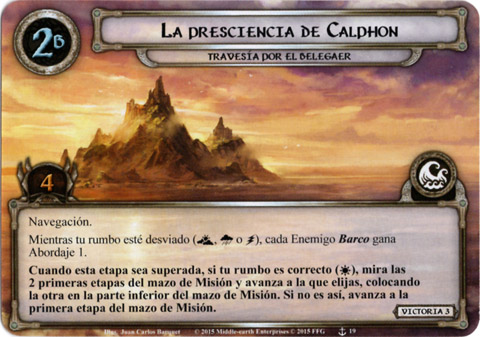 2B
LA PRESCIENCIA DE CALPHON
TRAVESÍA POR EL BELEGAER
4
Navegación.
Mientras tu rumbo esté desviado ( , o ), cada Enemigo Barco gana
Abordaje 1.
Cuando esta etapa sea superada, si tu rumbo es correcto ( ), mira las
2 primeras etapas del mazo de Misión y avanza a la que elijas, colocando
la otra en la parte inferior del mazo de Misión. Si no es así, avanza a la
primera etapa del mazo de Misión.
VICTORIA 3
Ilus. Juan Carlos Barquet
© 2015 Middle-earth Enterprises © 2015 FFG
19